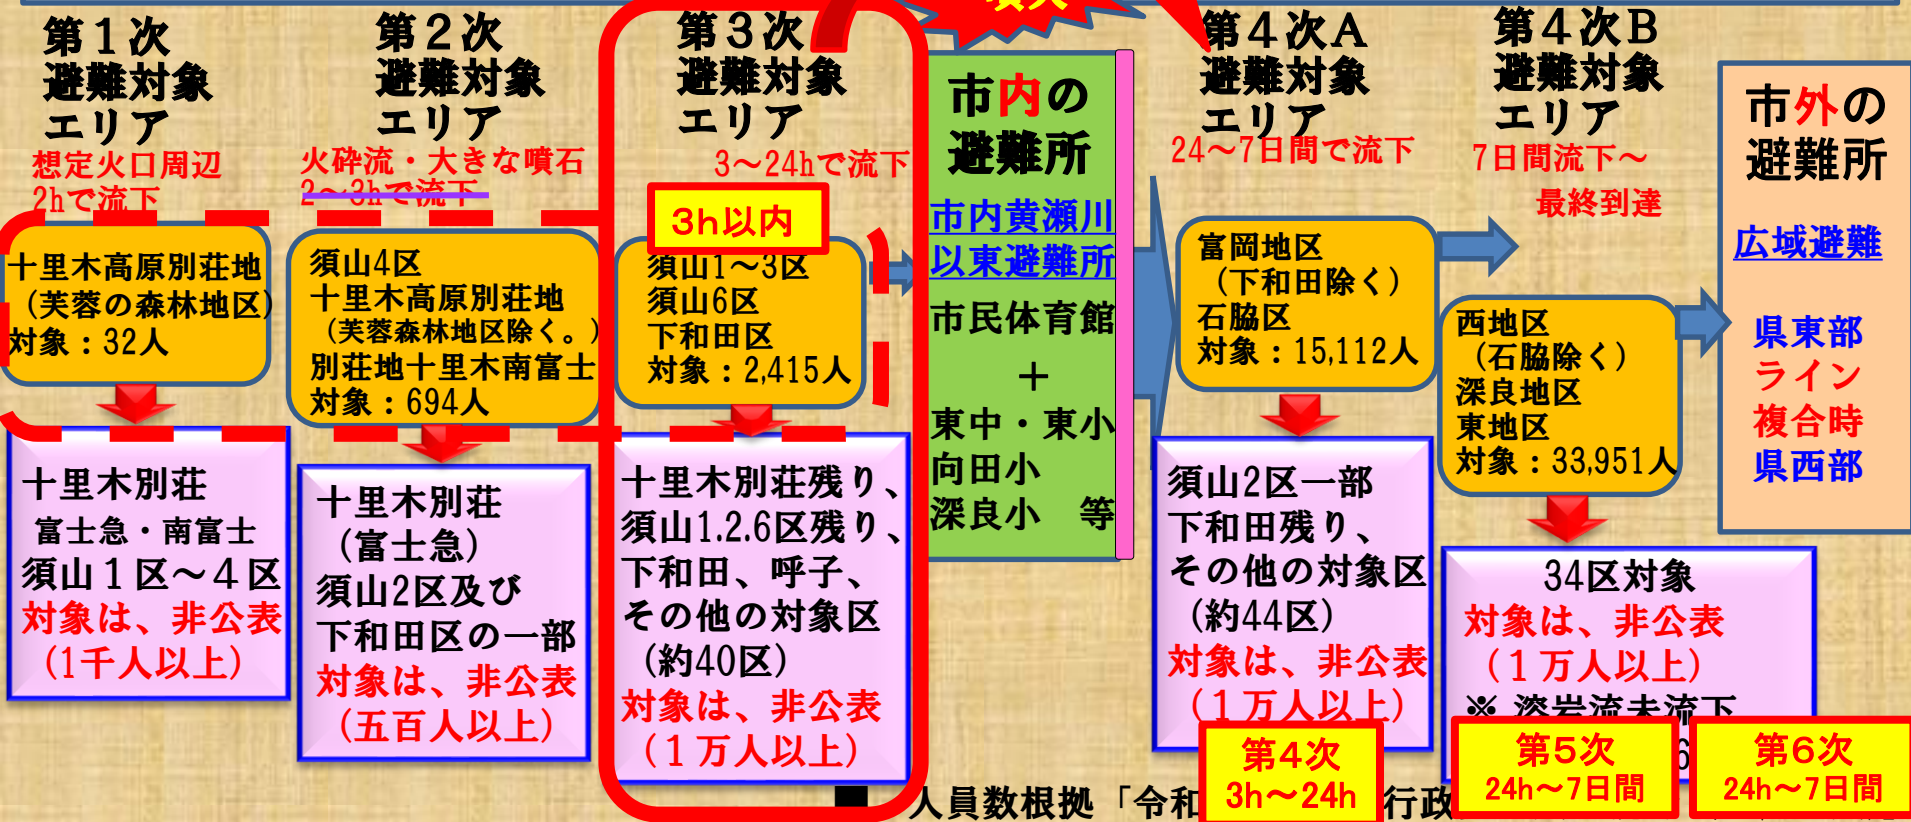 噴火
第１次
避難対象
エリア
想定火口周辺
2hで流下
十里木高原別荘地
（芙蓉の森林地区）
対象：32人
十里木別荘
富士急・南富士
須山１区～４区
対象は、非公表
（1千人以上）
第２次
避難対象
エリア
火砕流・大きな噴石
2～3hで流下
須山4区
十里木高原別荘地
（芙蓉森林地区除く。）
別荘地十里木南富士
対象：694人
十里木別荘
（富士急）
須山2区及び
下和田区の一部
対象は、非公表
（五百人以上）
第３次
避難対象
エリア
3～24hで流下
3h以内
須山1～3区
須山6区
下和田区
対象：2,415人
十里木別荘残り、
須山1.2.6区残り、
下和田、呼子、
その他の対象区
（約40区）
対象は、非公表
（１万人以上）
市内の
避難所
市内黄瀬川
以東避難所
市民体育館
＋
東中・東小
向田小
深良小　等
第４次Ａ
避難対象
エリア
24～7日間で流下
富岡地区
（下和田除く）
石脇区
対象：15,112人
須山2区一部
下和田残り、
その他の対象区
（約44区）
対象は、非公表
（１万人以上）
第4次
3h～24h
第４次Ｂ
避難対象
エリア
7日間流下～
最終到達
西地区
（石脇除く）
深良地区
東地区
対象：33,951人
34区対象
対象は、非公表
（１万人以上）
※ 溶岩流未流下
6
第5次
24h～7日間
第6次
24h～7日間
市外の
避難所
広域避難
県東部
ライン
複合時
県西部
■　人員数根拠「令和
行政